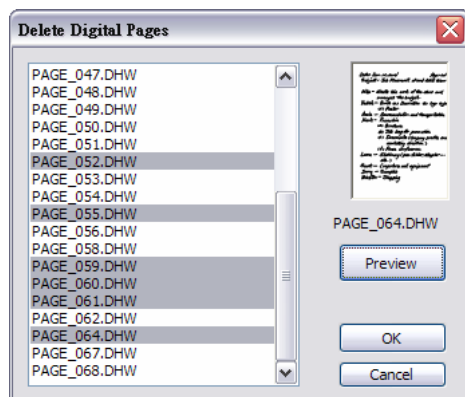 Delete Digital Pages
PAGE_047.DHW
PAGE_048.DHW
PAGE_049.DHW
PAGE_050.DHW
PAGE_051.DHW
PAGE_052.DHW
PAGE_053.DHW
PAGE_054.DHW
PAGE_055.DHW
PAGE_056.DHW
PAGE_058.DHW
PAGE_059.DHW
PAGE_060.DHW
PAGE_061.DHW
PAGE_062.DHW
PAGE_064.DHW
PAGE_067.DHW
PAGE_068.DHW
PAGE_064.DHW
Preview
OK
Cancel